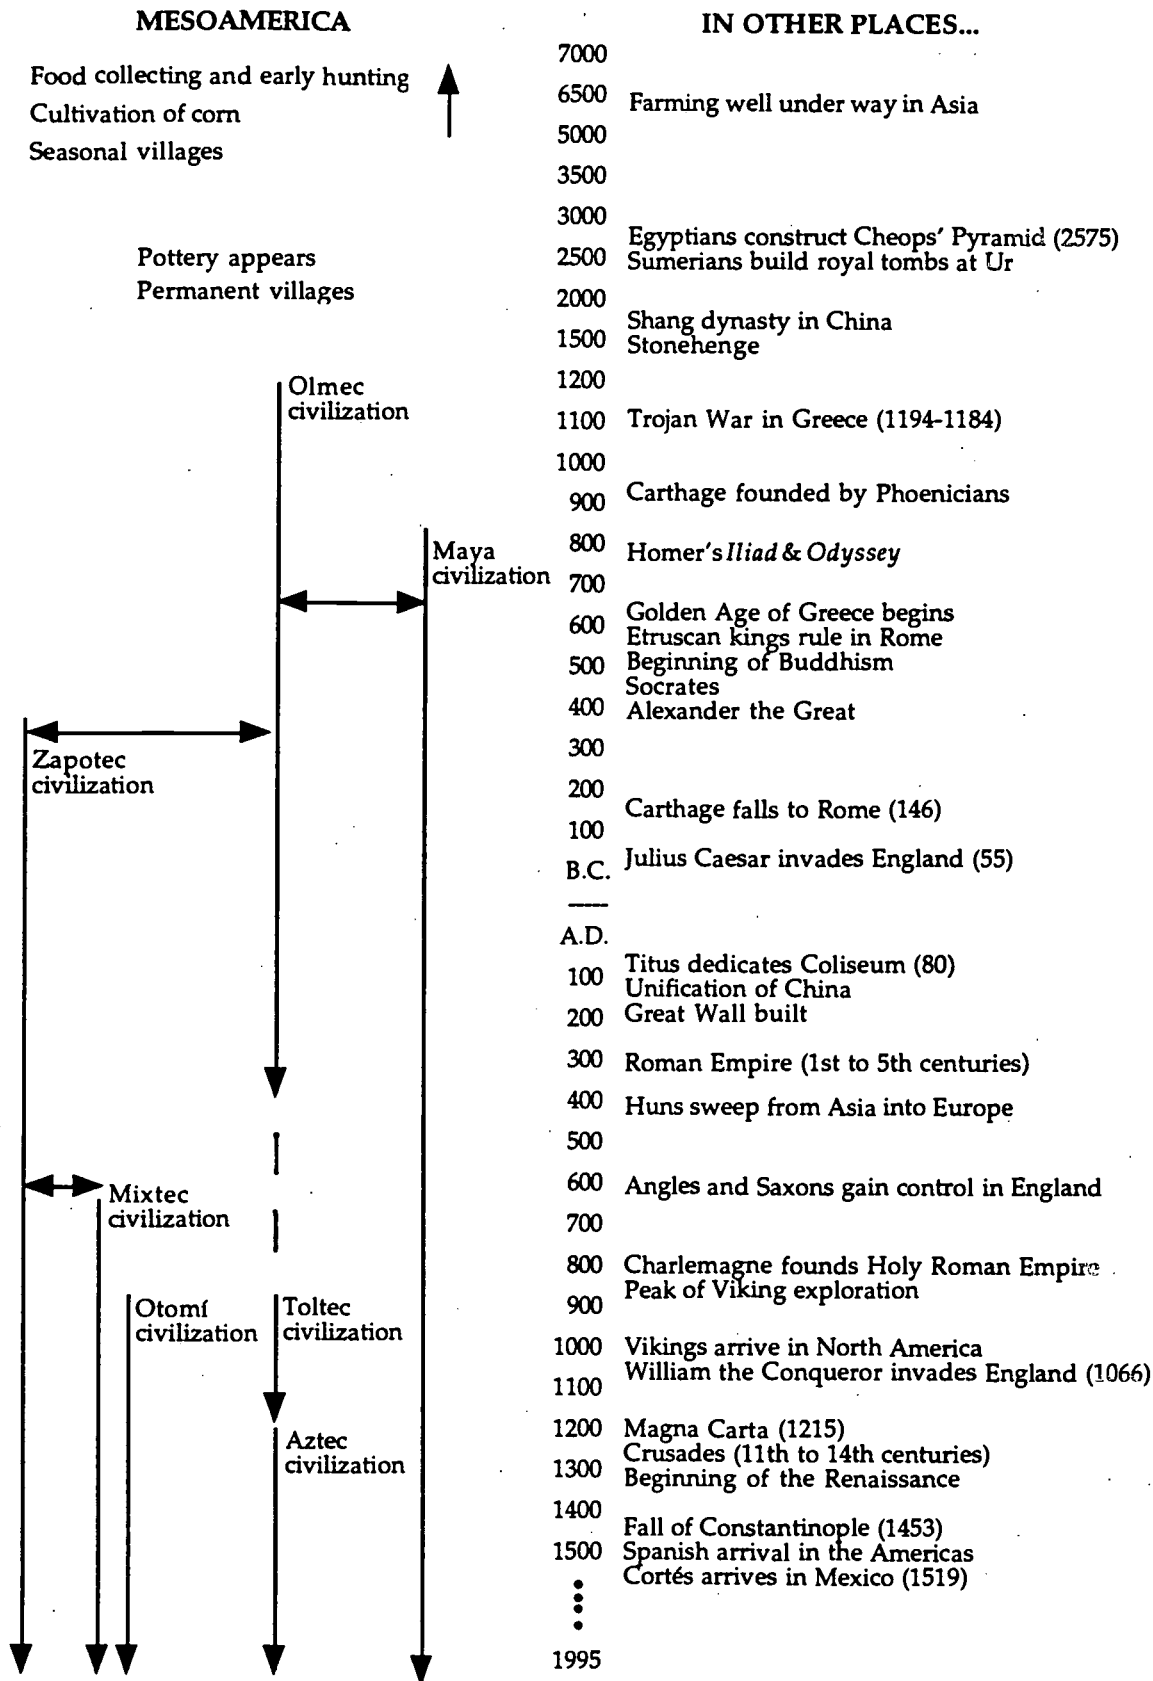 MESOAMERICA
Food collecting and early hunting
Cultivation of corn
Seasonal villages
Pottery appears
Permanent villages
Olmec
civilization
Maya
civilization
Zapotec
civilization
Mixtec
civilization
Otomí
civilization
Toltec
civilization
Aztec
civilization
IN OTHER PLACES...
7000
6500 Farming well under way in Asia
5000
3500
3000
Egyptians construct Cheops' Pyramid (2575)
2500 Sumerians build royal tombs at Ur
2000
Shang dynasty in China
1500 Stonehenge
1200
1100 Trojan War in Greece (1194-1184)
1000
900 Carthage founded by Phoenicians
800 Homer's Iliad & Odyssey
700
Golden Age of Greece begins
600 Etruscan kings rule in Rome
500 Beginning of Buddhism
Socrates
400 Alexander the Great
300
200
Carthage falls to Rome (146)
100
Julius Caesar invades England (55)
B.C.
A.D.
Titus dedicates Coliseum (80)
100 Unification of China
200 Great Wall built
300 Roman Empire (1st to 5th centuries)
400 Huns sweep from Asia into Europe
500
600 Angles and Saxons gain control in England
700
800 Charlemagne founds Holy Roman Empire
Peak of Viking exploration
900
1000 Vikings arrive in North America
William the Conqueror invades England (1066)
1100
1200 Magna Carta (1215)
Crusades (11th to 14th centuries)
1300 Beginning of the Renaissance
1400
Fall of Constantinople (1453)
1500 Spanish arrival in the Americas
Cortés arrives in Mexico (1519)
1995